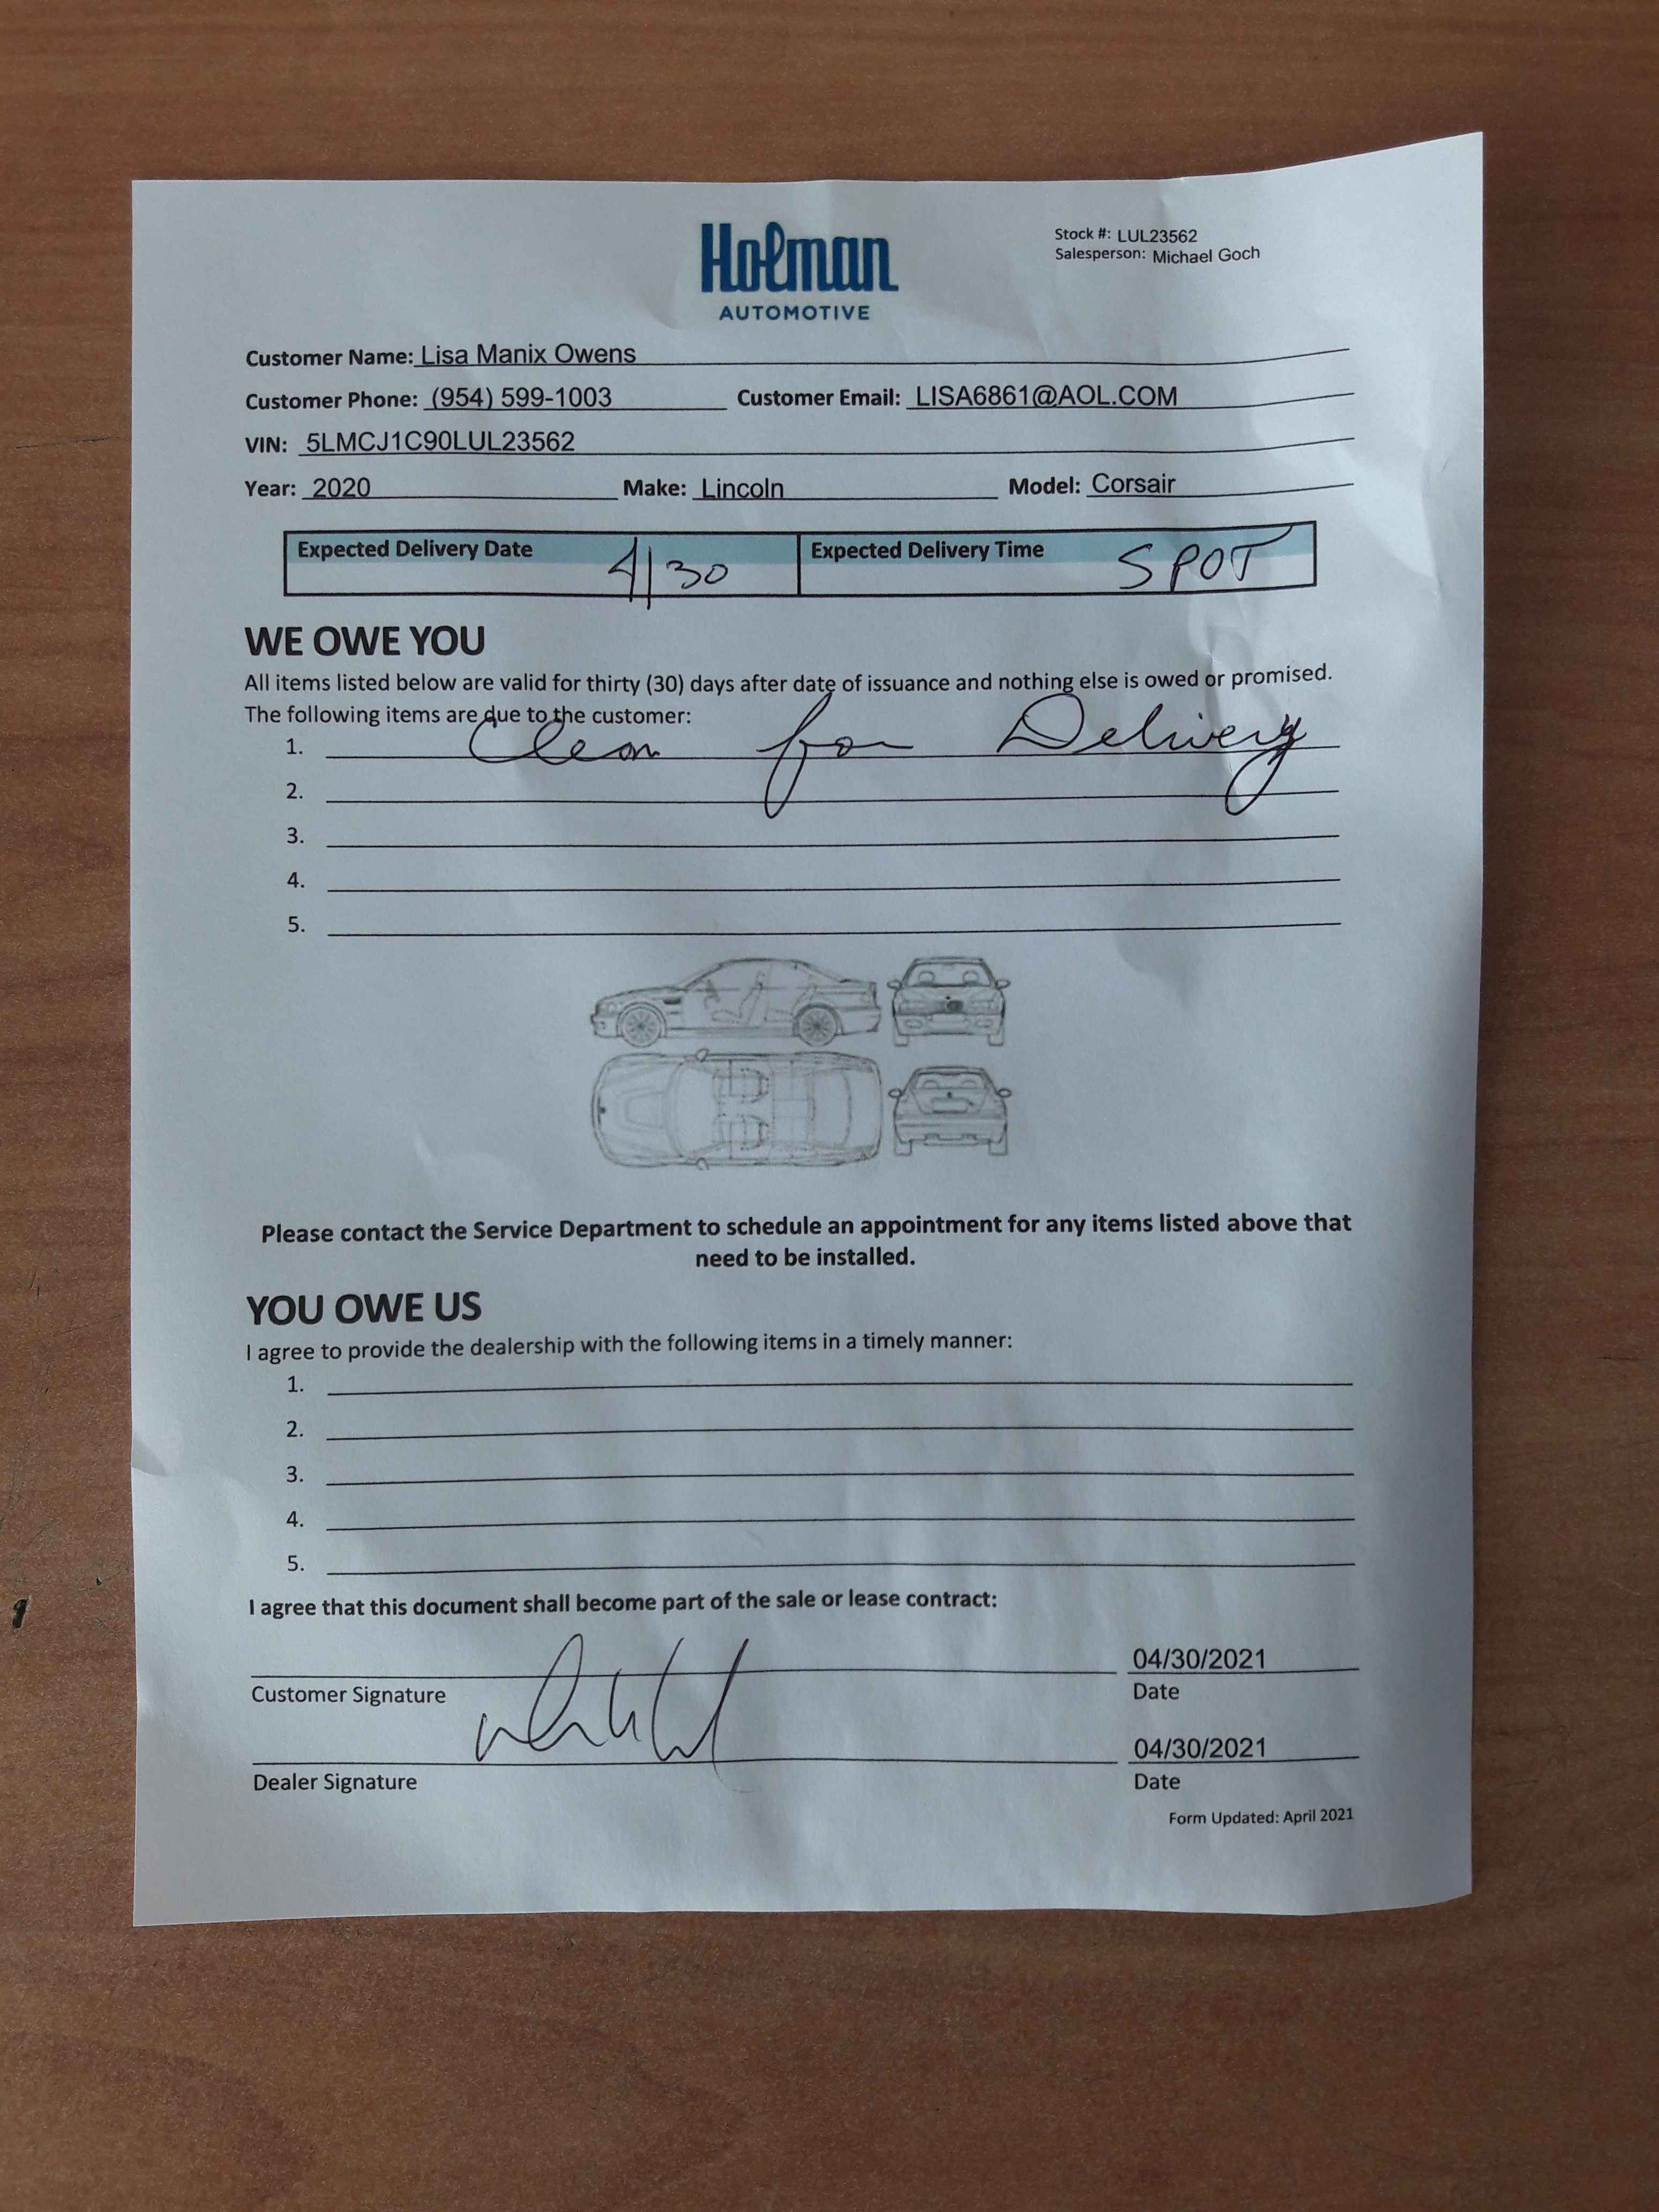 Holman
AUTOMOTIVE
Stock #: LUL23562
Salesperson: Michael Goch
Customer Name: Lisa Manix Owens
Customer Phone: (954) 599-1003 Customer Email: LISA6861@AOL.COM
VIN: 5LMCJ1C90LUL23562
Year: 2020 Make: Lincoln Model: Corsair
Expected Delivery Date 4/30 Expected Delivery Time SPOT
WE OWE YOU
All items listed below are valid for thirty (30) days after date of issuance and nothing else is owed or promised.
The following items are due to the customer:
1. Clean for Delivery
2.
3.
4.
5.
Please contact the Service Department to schedule an appointment for any items listed above that
need to be installed.
YOU OWE US
I agree to provide the dealership with the following items in a timely manner:
1.
2.
3.
4.
5.
I agree that this document shall become part of the sale or lease contract:
04/30/2021
Customer Signature Date
04/30/2021
Dealer Signature Date
Form Updated: April 2021